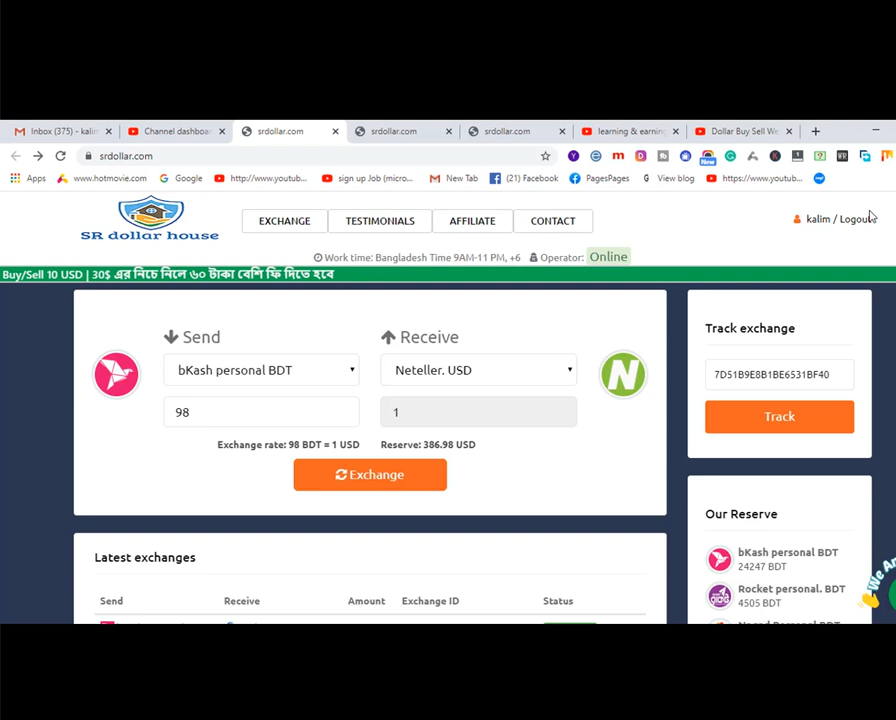 Inbox (375) - kalim
Channel dashboa
srdollar.com
srdollar.com
srdollar.com
learning & earning
Dollar Buy Sell We
srdollar.com
New
Apps
www.hotmovie.com
Google
http://www.youtub...
sign up Job (micro...
New Tab
(21) Facebook
PagesPages
View blog
https://www.youtub...
SR dollar house
EXCHANGE
TESTIMONIALS
AFFILIATE
CONTACT
kalim / Logout
Work time: Bangladesh Time 9AM-11 PM, +6 Operator: Online
Buy/Sell 10 USD | 30$ এর নিচে নিলে ৬০ টাকা বেশি ফি দিতে হবে
Send
Receive
bKash personal BDT
Neteller. USD
98
1
Exchange rate: 98 BDT = 1 USD
Reserve: 386.98 USD
Exchange
Track exchange
7D51B9E8B1BE6531BF40
Track
Our Reserve
bKash personal BDT
24247 BDT
Rocket personal. BDT
4505 BDT
We
Latest exchanges
Send Receive Amount Exchange ID Status